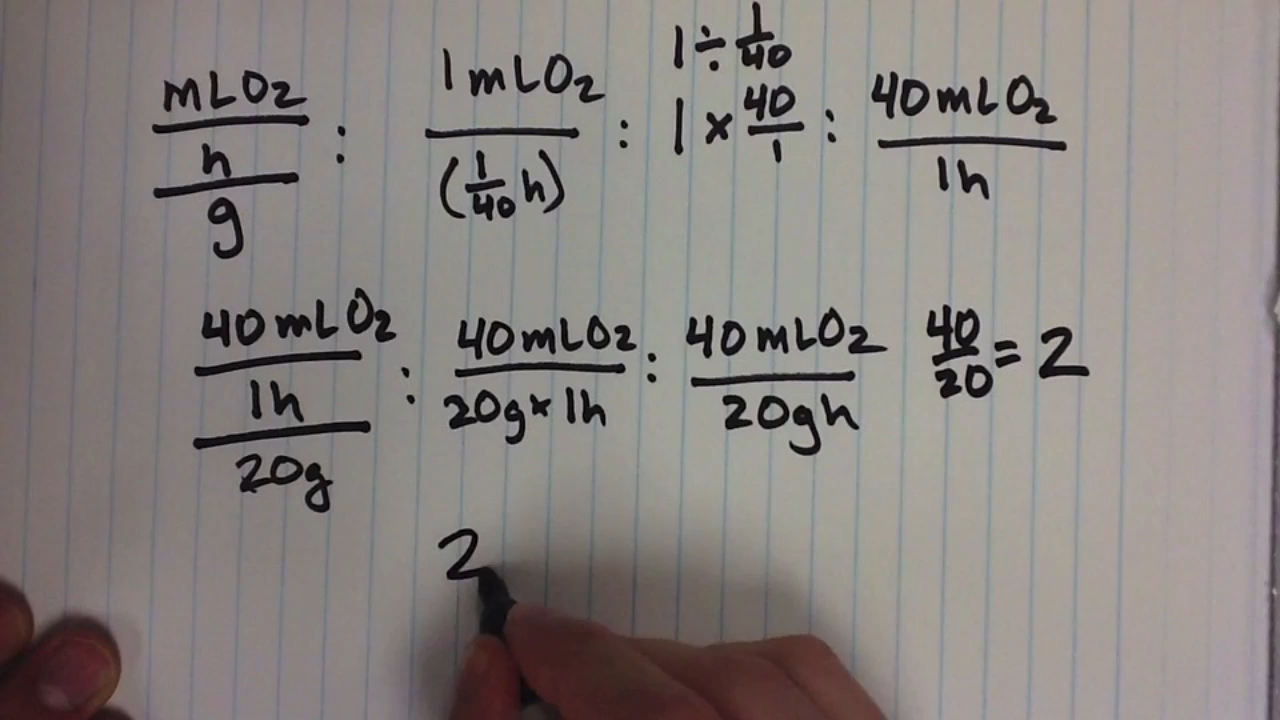 1 ÷ 1/40
mLO2/h/g : 1mLO2/(1/40 h) : 1 × 40/1 : 40mLO2/1h
40mLO2/1h/20g : 40mLO2/20g×1h : 40mLO2/20gh 40/20 = 2
2